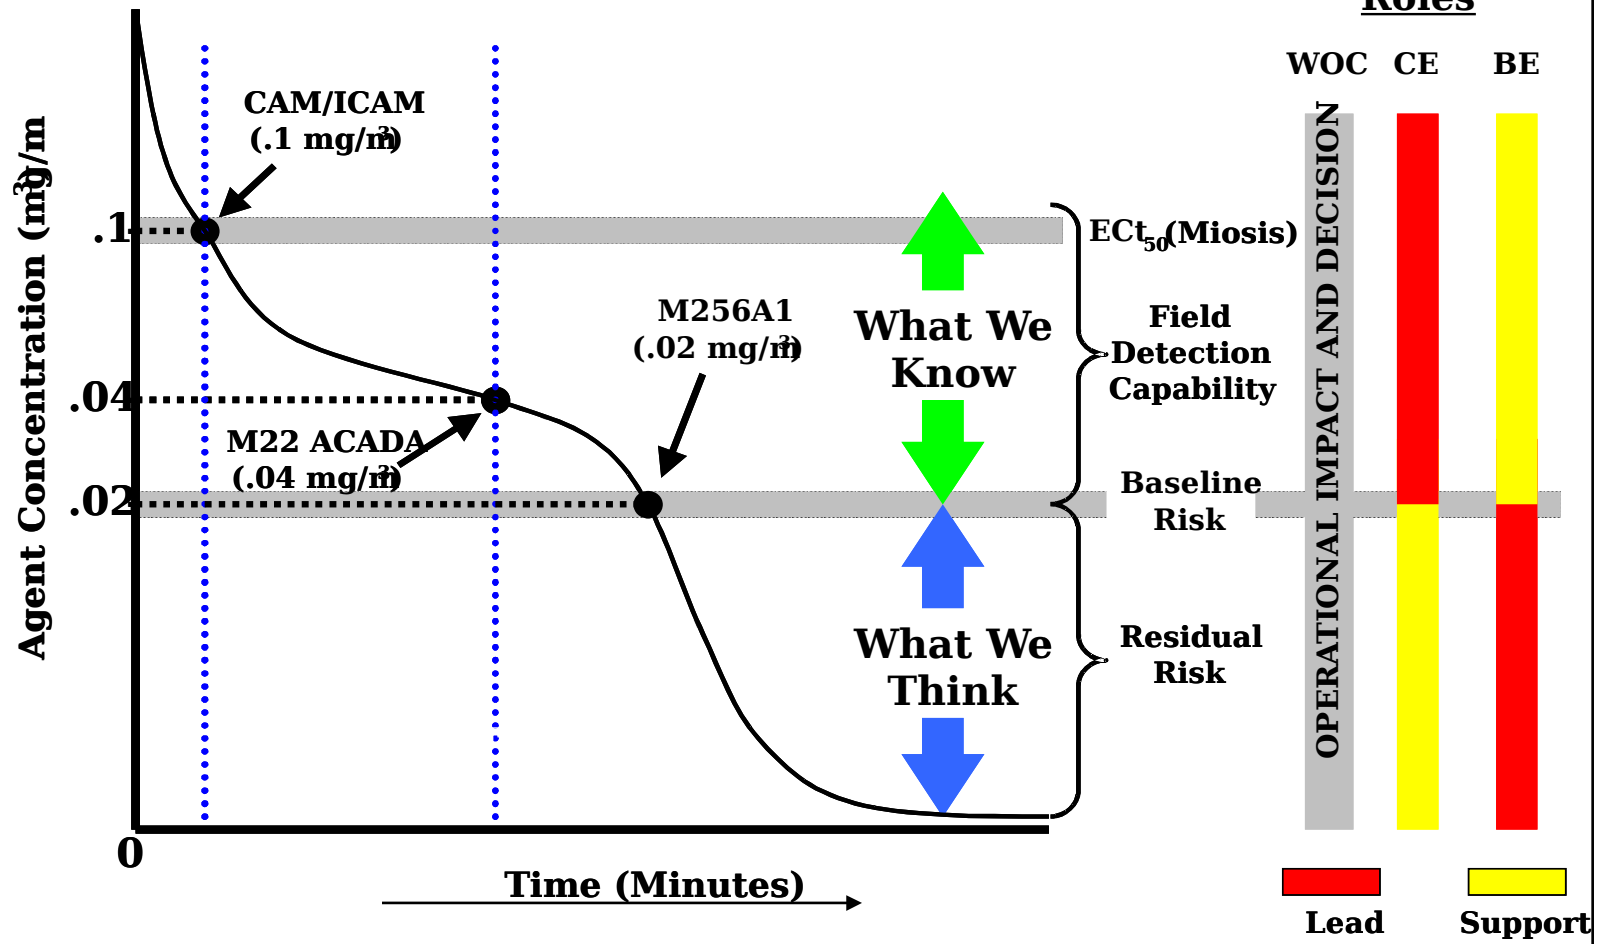 Roles
WOC CE BE
CAM/ICAM
(.1 mg/m3)
Agent Concentration (mg/m3)
.1
ECt50(Miosis)
M256A1
(.02 mg/m3)
What We
Know
Field
Detection
Capability
.04
M22 ACADA
(.04 mg/m3)
.02
Baseline
Risk
What We
Think
Residual
Risk
OPERATIONAL IMPACT AND DECISION
0
Time (Minutes)
Lead
Support